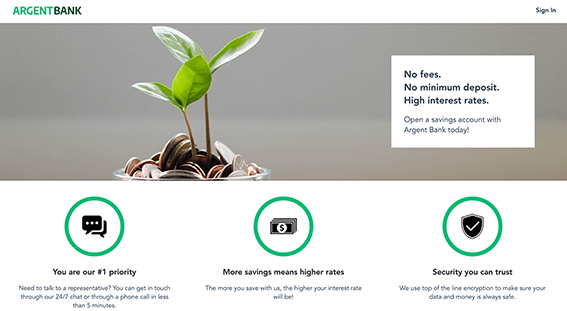 ARGENTBANK
Sign In
No fees.
No minimum deposit.
High interest rates.
Open a savings account with
Argent Bank today!
You are our #1 priority
Need to talk to a representative? You can get in touch
through our 24/7 chat or through a phone call in less
than 5 minutes.
$
More savings means higher rates
The more you save with us, the higher your interest rate
will be!
Security you can trust
We use top of the line encryption to make sure your
data and money is always safe.